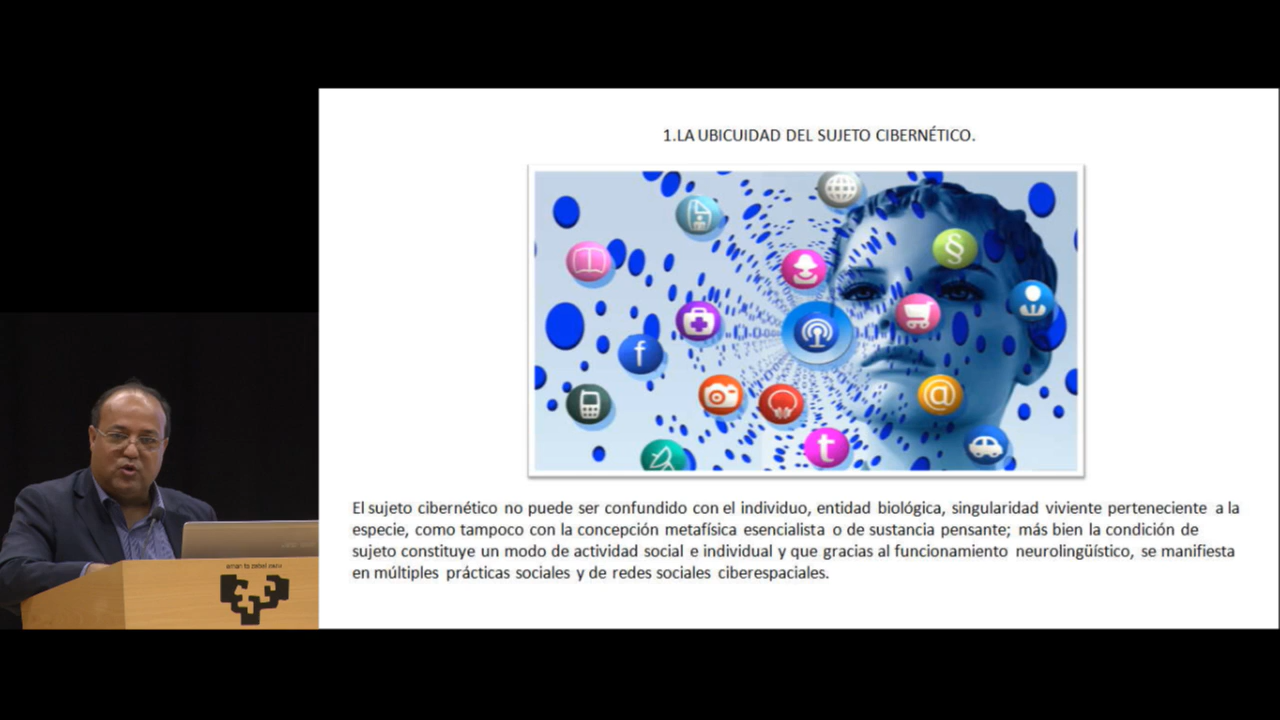 1.LA UBICUIDAD DEL SUJETO CIBERNÉTICO.
f
§
@
t
El sujeto cibernético no puede ser confundido con el individuo, entidad biológica, singularidad viviente perteneciente a la
especie, como tampoco con la concepción metafísica esencialista o de sustancia pensante; más bien la condición de
sujeto constituye un modo de actividad social e individual y que gracias al funcionamiento neurolingüístico, se manifiesta
en múltiples prácticas sociales y de redes sociales ciberespaciales.